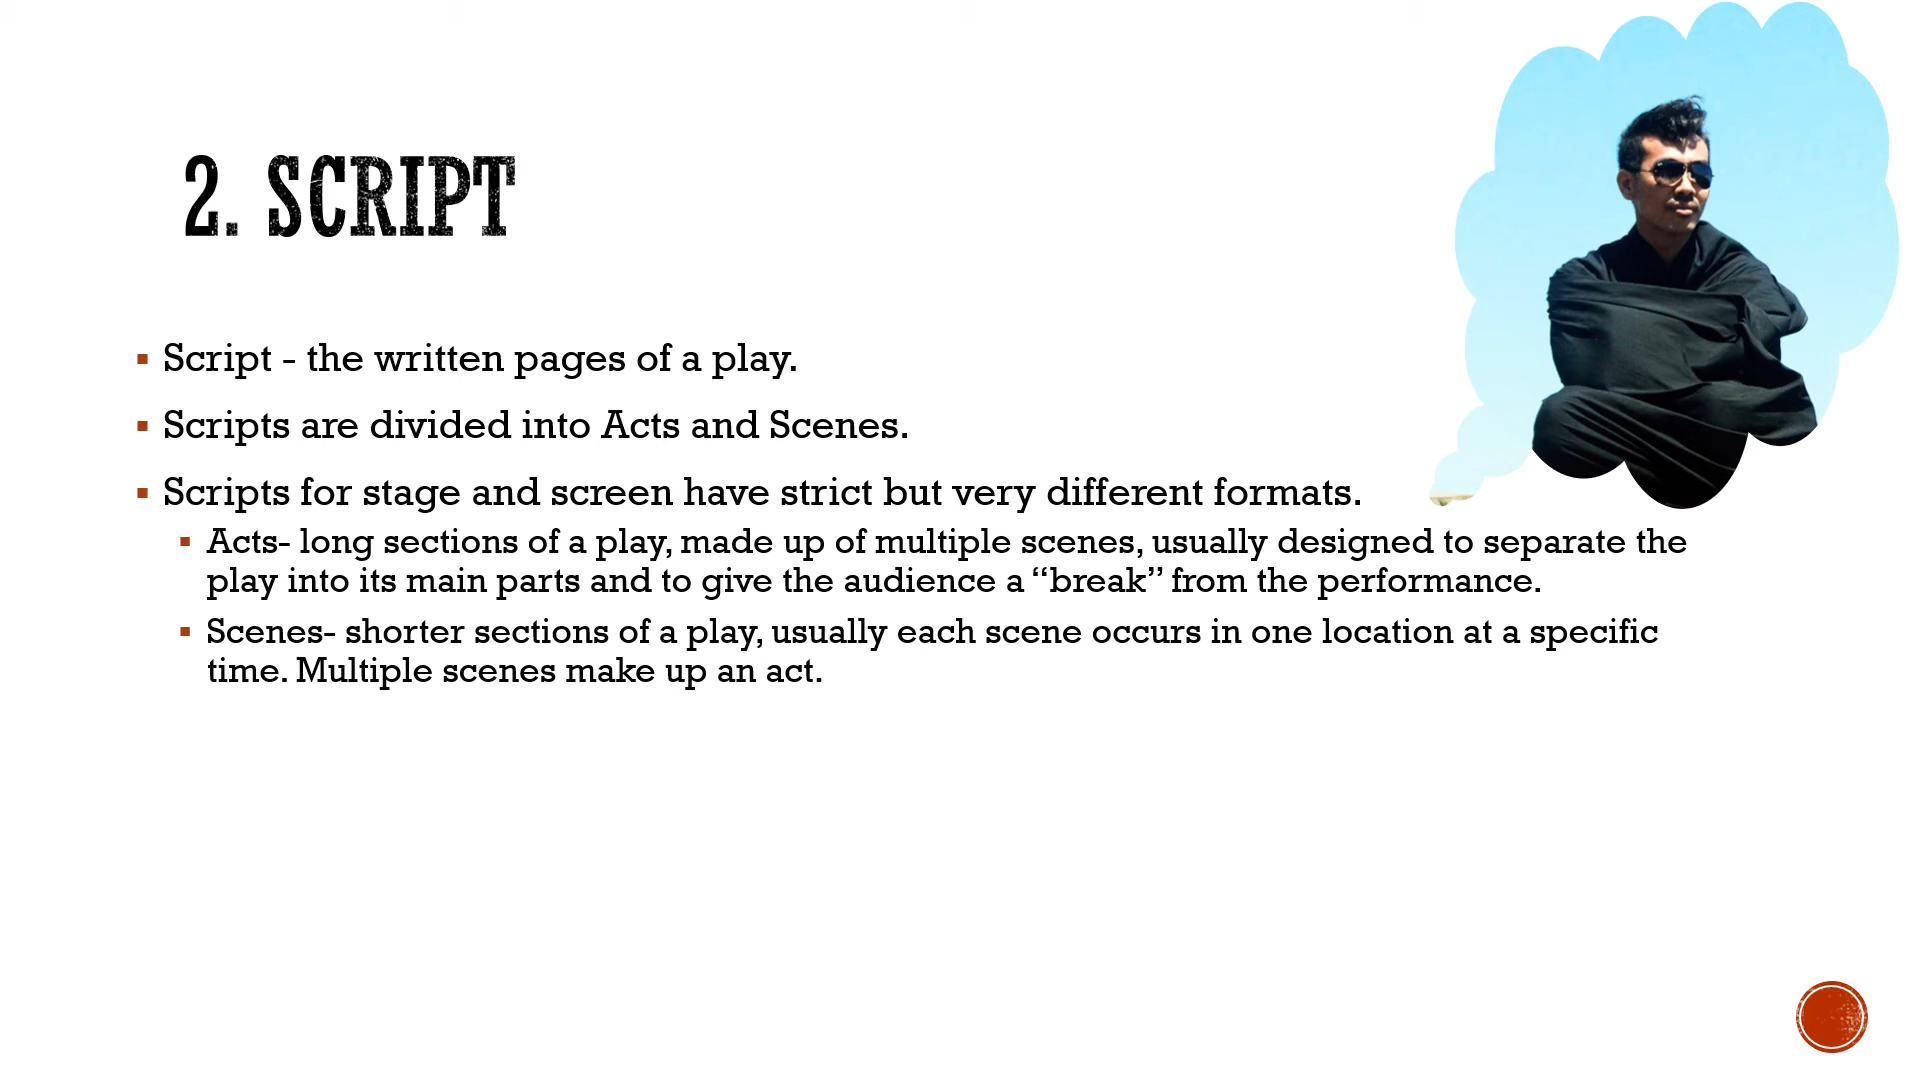 2. SCRIPT
Script - the written pages of a play.
Scripts are divided into Acts and Scenes.
Scripts for stage and screen have strict but very different formats.
Acts- long sections of a play, made up of multiple scenes, usually designed to separate the
play into its main parts and to give the audience a “break” from the performance.
Scenes- shorter sections of a play, usually each scene occurs in one location at a specific
time. Multiple scenes make up an act.